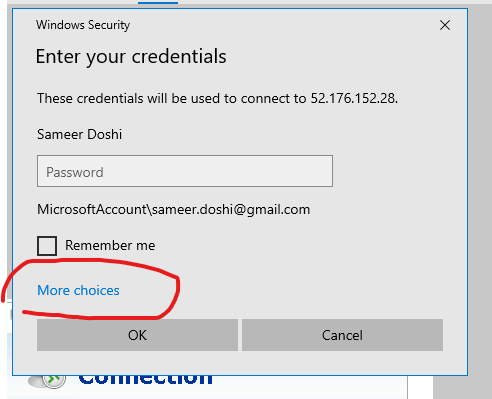 Windows Security
Enter your credentials
These credentials will be used to connect to 52.176.152.28.
Sameer Doshi
Password
MicrosoftAccount\sameer.doshi@gmail.com
Remember me
More choices
OK
Cancel
Connection